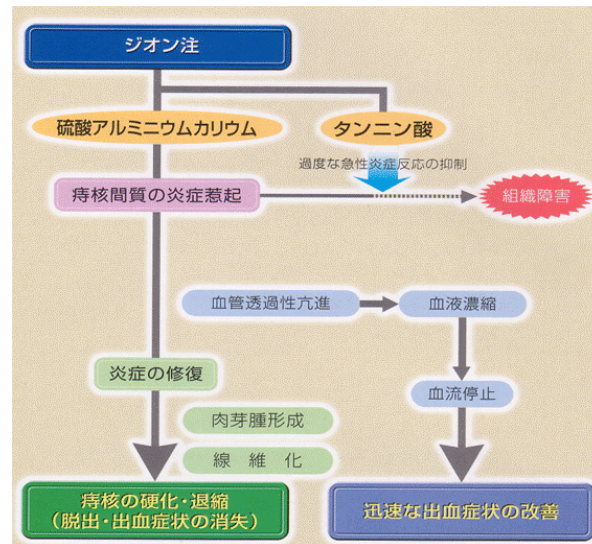 ジオン注
硫酸アルミニウムカリウム
タンニン酸
過度な急性炎症反応の抑制
痔核間質の炎症惹起
組織障害
血管透過性亢進
血液濃縮
炎症の修復
血流停止
肉芽腫形成
線維化
痔核の硬化・退縮
(脱出・出血症状の消失)
迅速な出血症状の改善